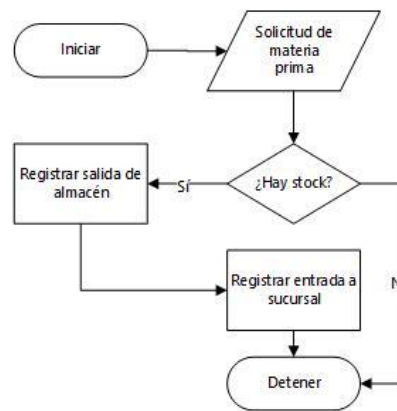 Iniciar
Solicitud de
materia
prima
¿Hay stock?
Sí
Registrar salida de
almacén
Registrar entrada a
sucursal
Detener